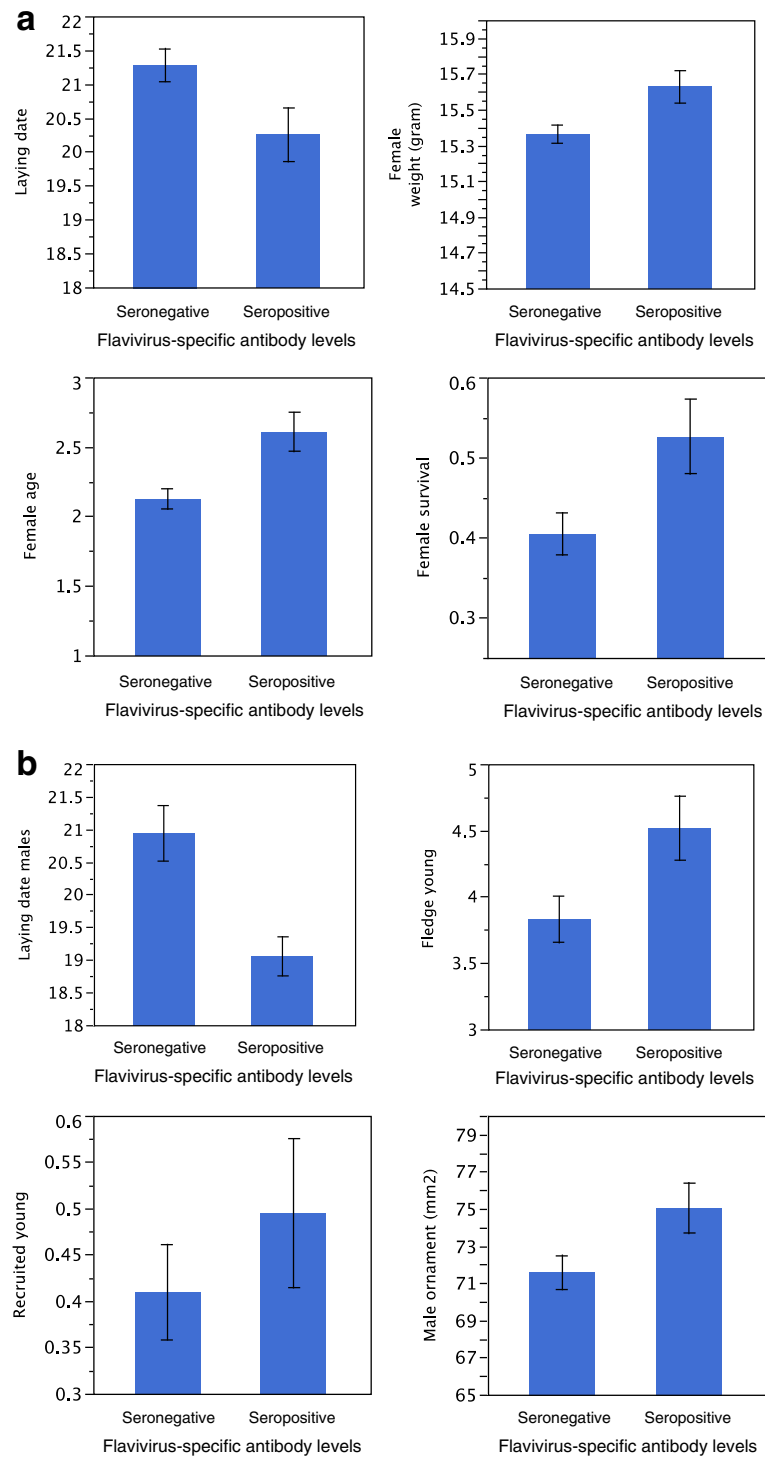 a
22
21.5
21
20.5
20
19.5
19
18.5
18
Laying date
Seronegative Seropositive
Flavivirus-specific antibody levels
15.9
15.7
15.5
15.3
15.1
14.9
14.7
14.5
Female
weight (gram)
Seronegative Seropositive
Flavivirus-specific antibody levels
3
2.5
2
1.5
1
Female age
Seronegative Seropositive
Flavivirus-specific antibody levels
0.6
0.5
0.4
0.3
Female survival
Seronegative Seropositive
Flavivirus-specific antibody levels
b
22
21.5
21
20.5
20
19.5
19
18.5
18
Laying date males
Seronegative Seropositive
Flavivirus-specific antibody levels
5
4.5
4
3.5
3
Fledge young
Seronegative Seropositive
Flavivirus-specific antibody levels
0.6
0.55
0.5
0.45
0.4
0.35
0.3
Recruited young
Seronegative Seropositive
Flavivirus-specific antibody levels
79
77
75
73
71
69
67
65
Male ornament (mm2)
Seronegative Seropositive
Flavivirus-specific antibody levels